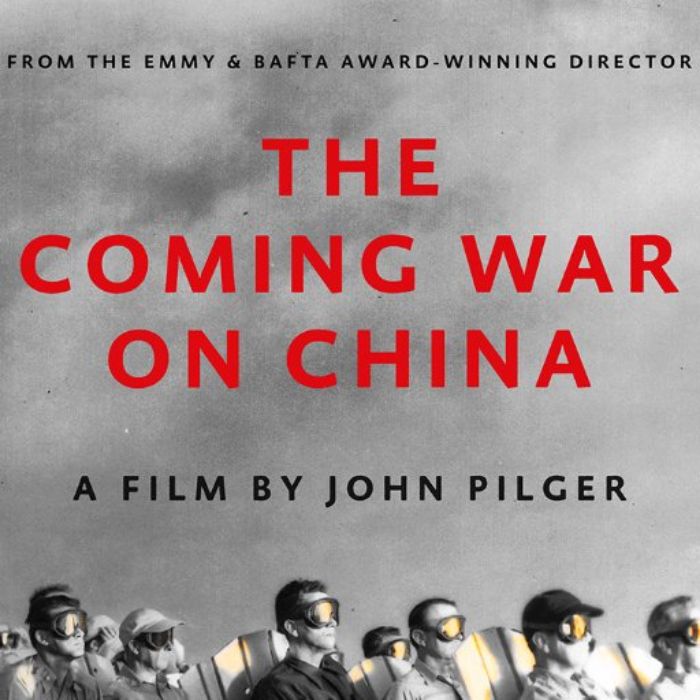 FROM THE EMMY & BAFTA AWARD-WINNING DIRECTOR
THE
COMING WAR
ON CHINA
A FILM BY JOHN PILGER